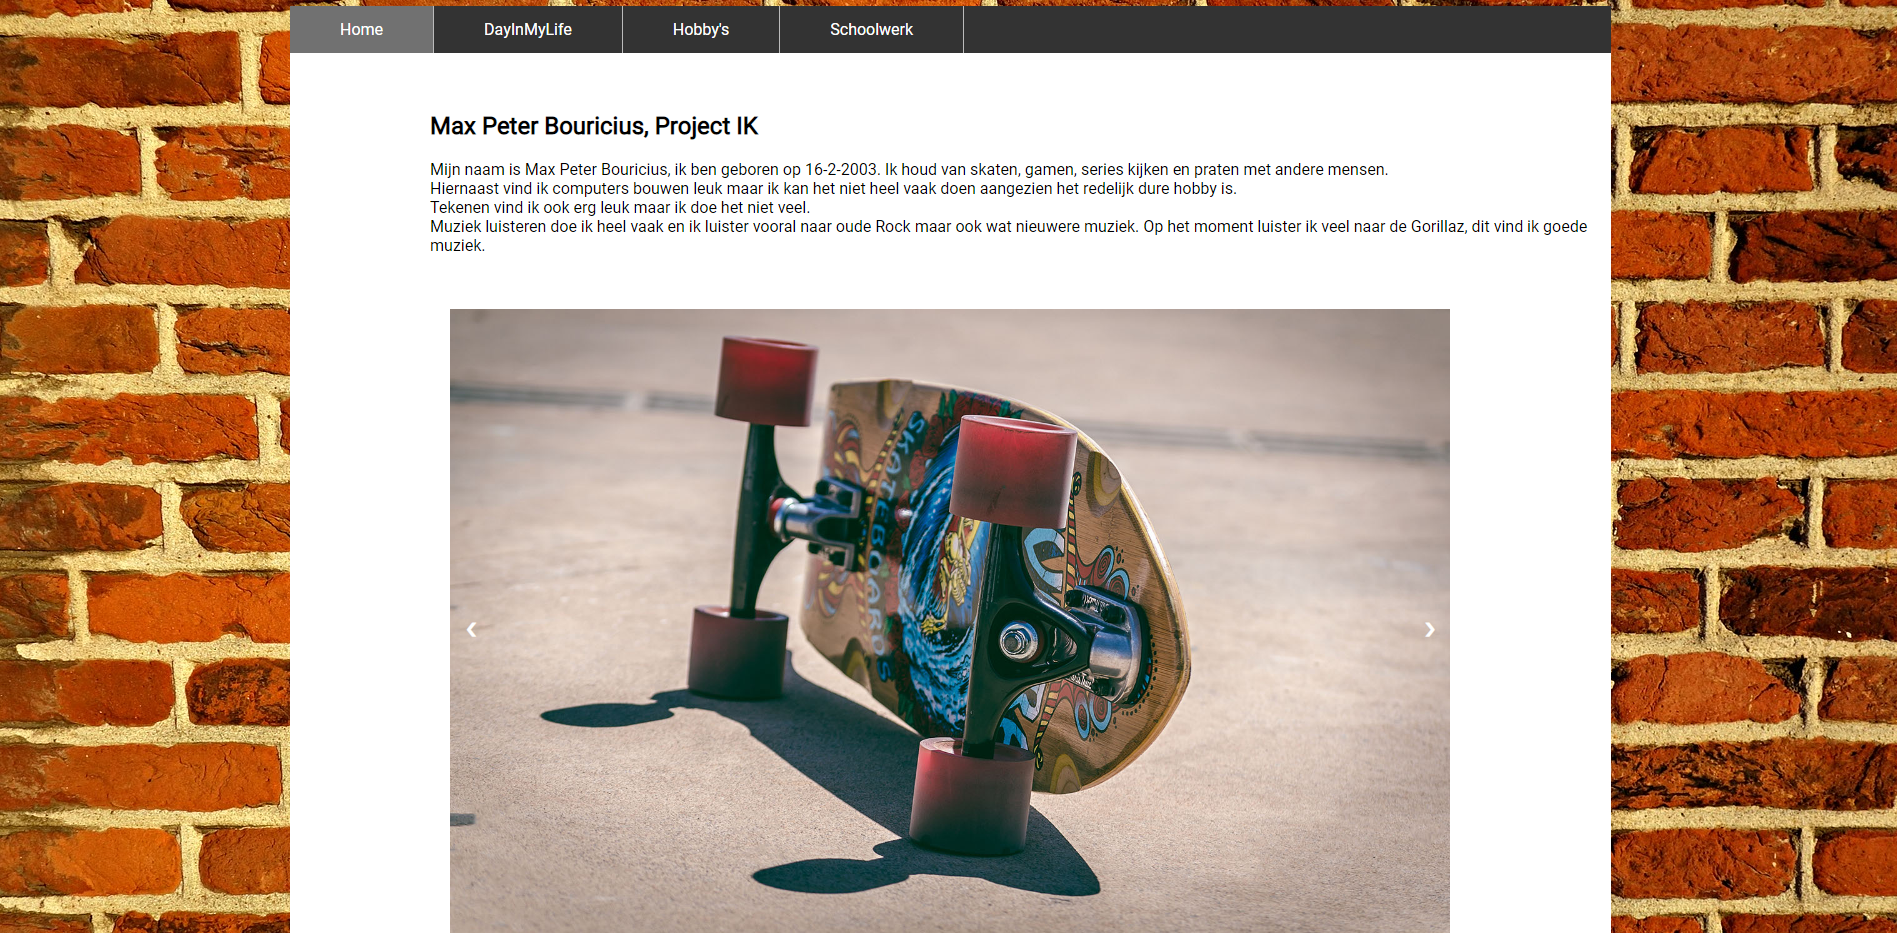 Home DayInMyLife Hobby's Schoolwerk
Max Peter Bouricius, Project IK
Mijn naam is Max Peter Bouricius, ik ben geboren op 16-2-2003. Ik houd van skaten, gamen, series kijken en praten met andere mensen.
Hiernaast vind ik computers bouwen leuk maar ik kan het niet heel vaak doen aangezien het redelijk dure hobby is.
Tekenen vind ik ook erg leuk maar ik doe het niet veel.
Muziek luisteren doe ik heel vaak en ik luister vooral naar oude Rock maar ook wat nieuwere muziek. Op het moment luister ik veel naar de Gorillaz, dit vind ik goede
muziek.
SKATEBOARDS
❮ ❯